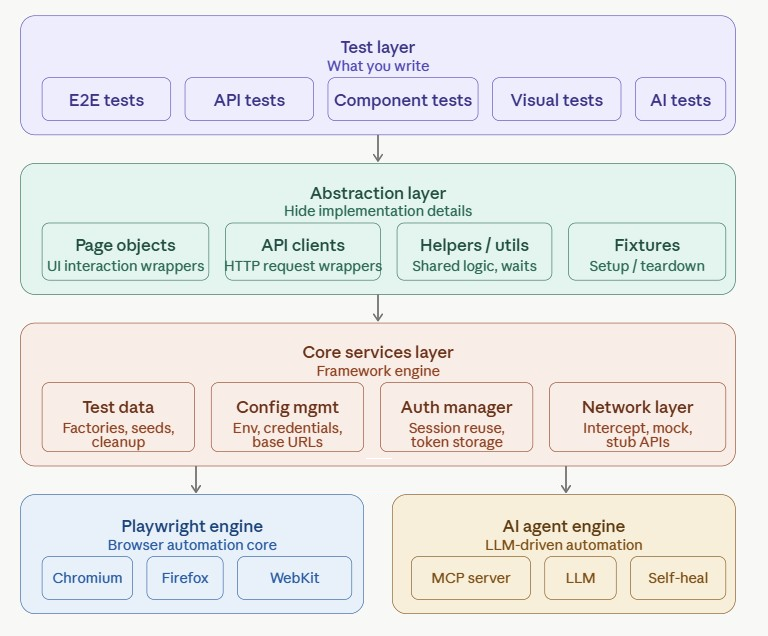 Test layer
What you write
E2E tests
API tests
Component tests
Visual tests
AI tests
Abstraction layer
Hide implementation details
Page objects
UI interaction wrappers
API clients
HTTP request wrappers
Helpers / utils
Shared logic, waits
Fixtures
Setup / teardown
Core services layer
Framework engine
Test data
Factories, seeds,
cleanup
Config mgmt
Env, credentials,
base URLs
Auth manager
Session reuse,
token storage
Network layer
Intercept, mock,
stub APIs
Playwright engine
Browser automation core
Chromium
Firefox
WebKit
AI agent engine
LLM-driven automation
MCP server
LLM
Self-heal